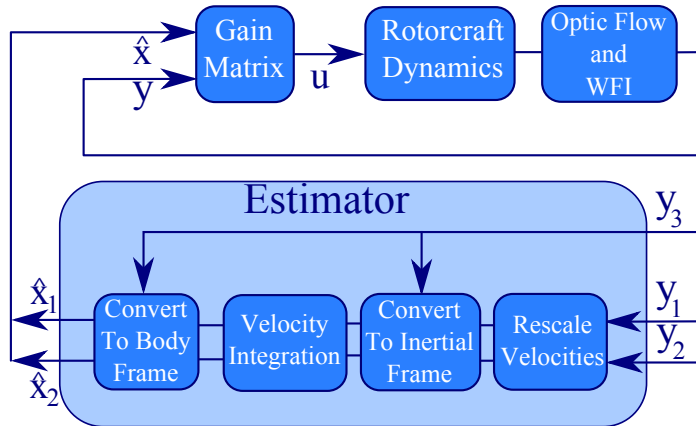 x̂
y
Gain
Matrix
u
Rotorcraft
Dynamics
Optic Flow
and
WFI
Estimator
y₃
x̂₁
x̂₂
Convert
To Body
Frame
Velocity
Integration
Convert
To Inertial
Frame
Rescale
Velocities
y₁
y₂